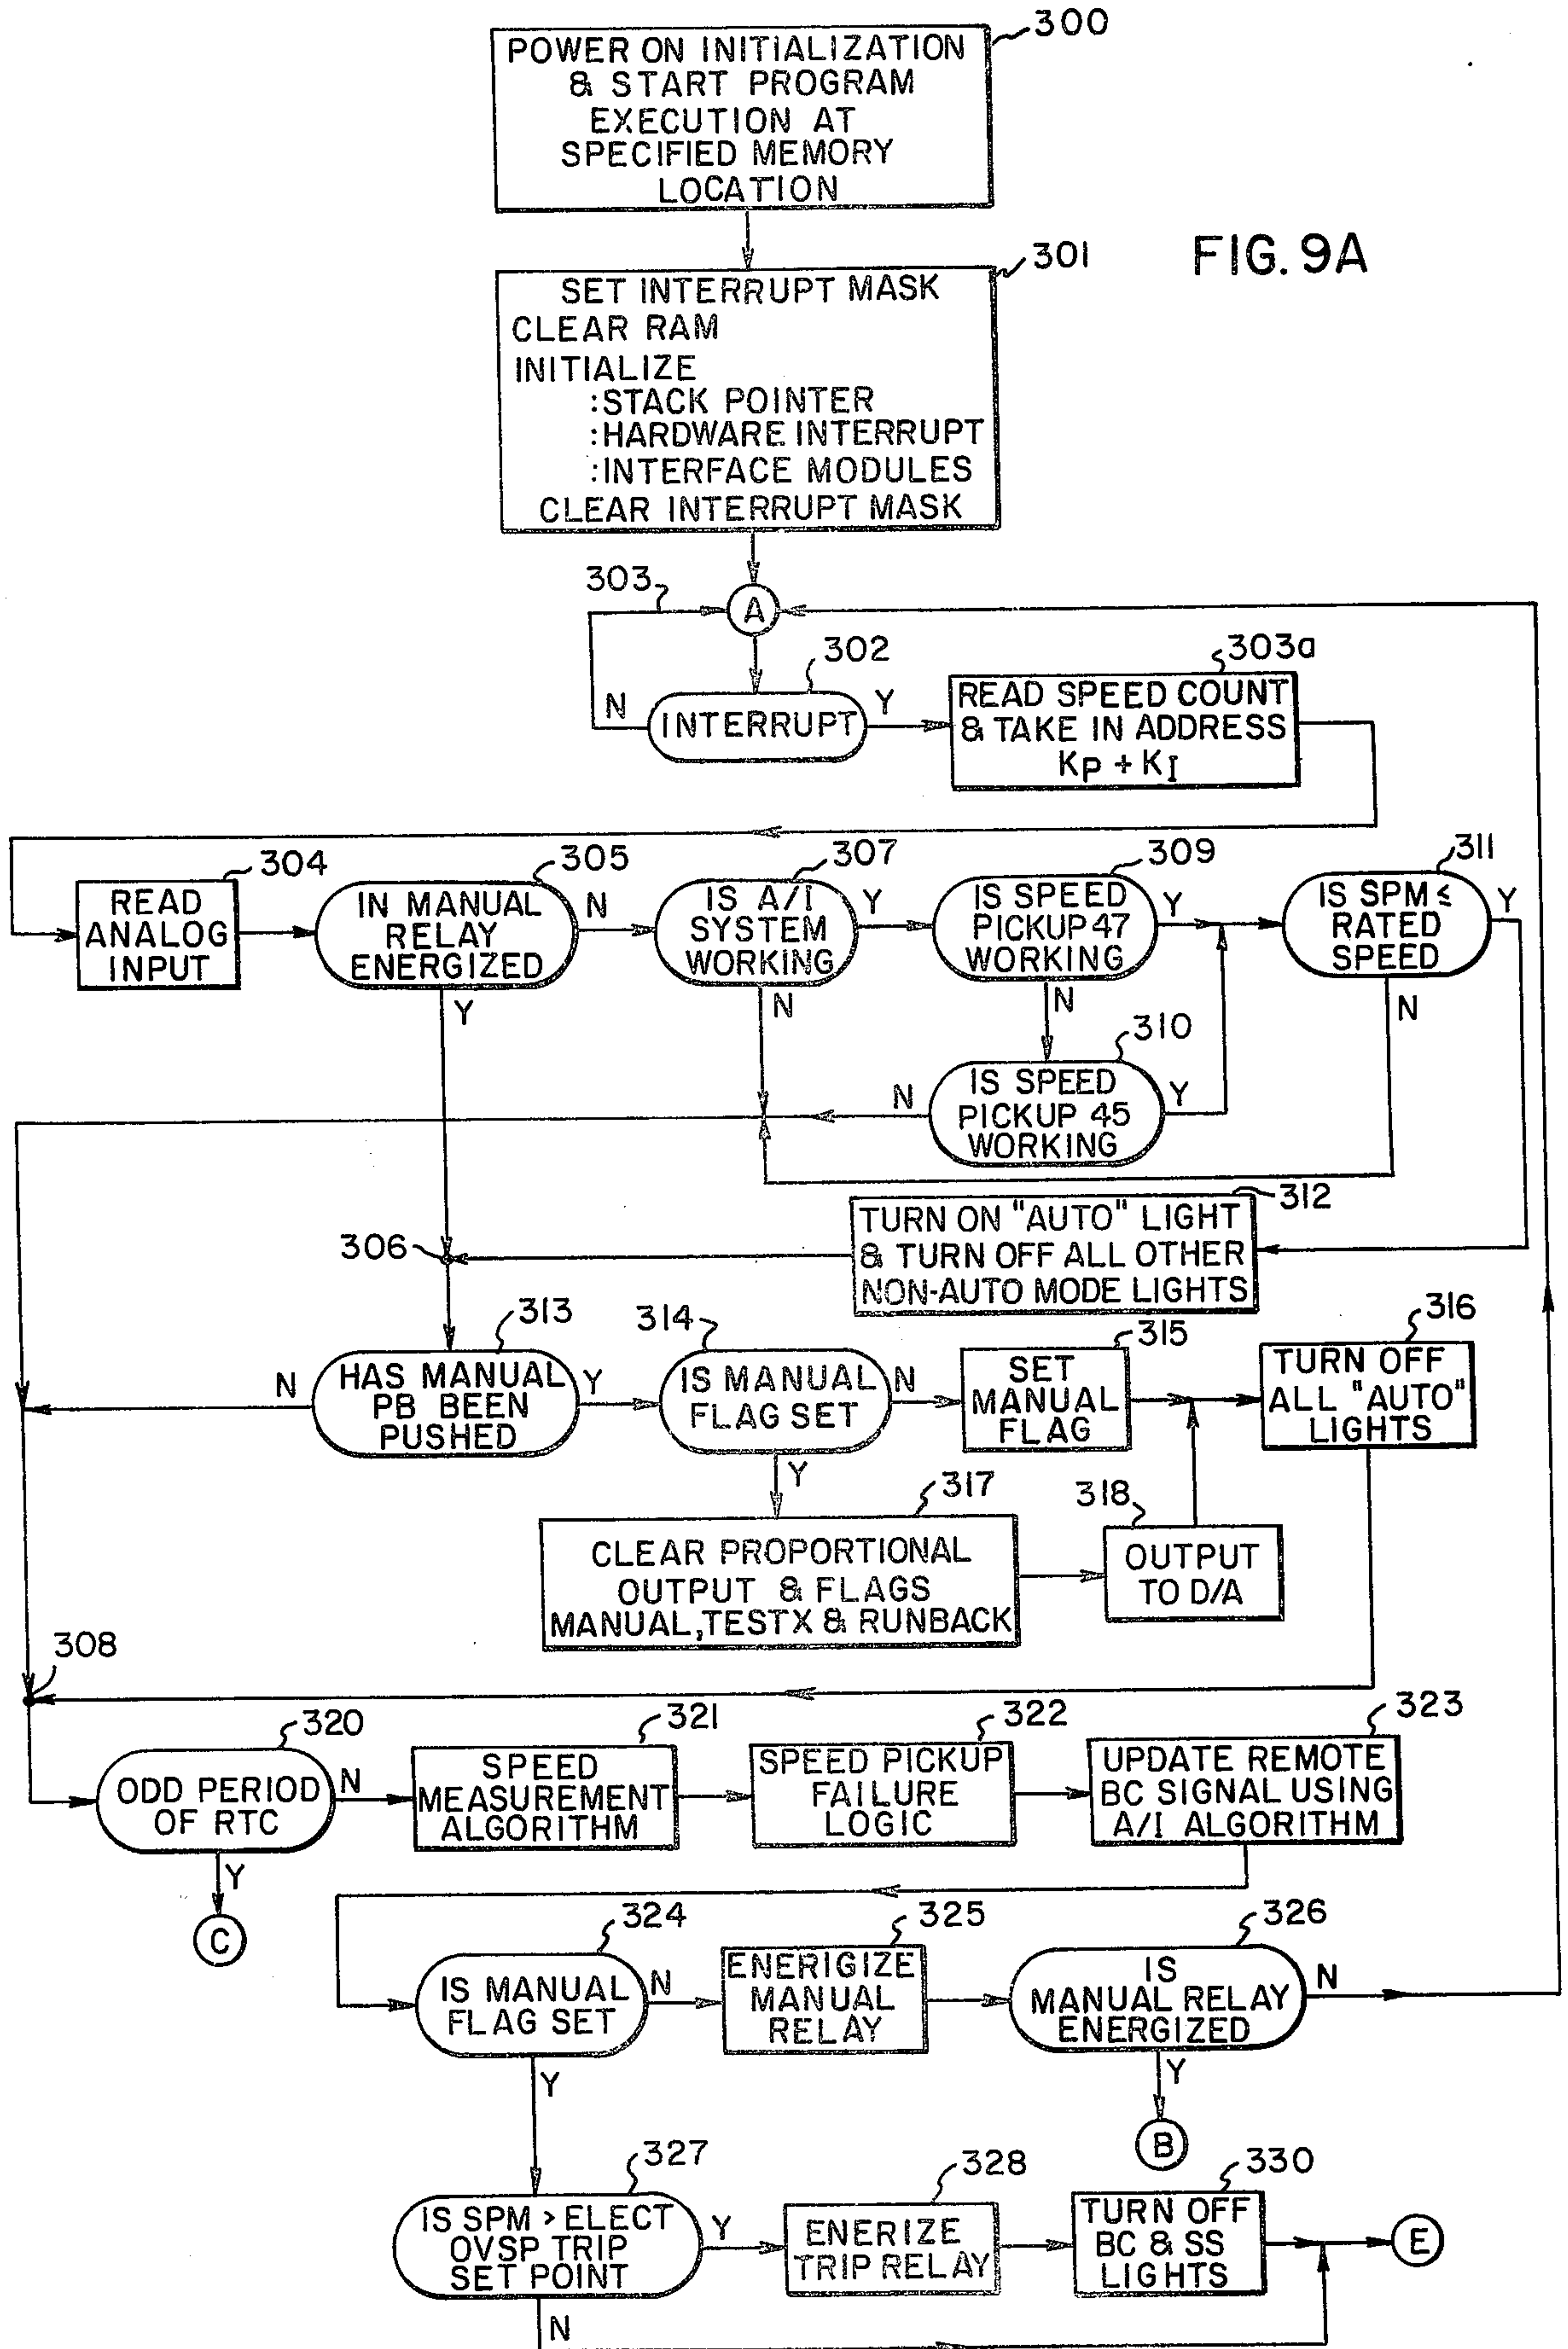 300
POWER ON INITIALIZATION
& START PROGRAM
EXECUTION AT
SPECIFIED MEMORY
LOCATION
FIG. 9A
301
SET INTERRUPT MASK
CLEAR RAM
INITIALIZE
:STACK POINTER
:HARDWARE INTERRUPT
:INTERFACE MODULES
CLEAR INTERRUPT MASK
303
A
302
N
INTERRUPT
Y
303a
READ SPEED COUNT
& TAKE IN ADDRESS
KP + KI
304
READ
ANALOG
INPUT
305
IN MANUAL
RELAY
ENERGIZED
N
Y
307
IS A/I
SYSTEM
WORKING
Y
N
309
IS SPEED
PICKUP 47
WORKING
Y
N
311
IS SPM ≤
RATED
SPEED
Y
N
310
IS SPEED
PICKUP 45
WORKING
N
Y
312
TURN ON "AUTO" LIGHT
& TURN OFF ALL OTHER
NON-AUTO MODE LIGHTS
306
313
HAS MANUAL
PB BEEN
PUSHED
N
Y
314
IS MANUAL
FLAG SET
N
Y
315
SET
MANUAL
FLAG
316
TURN OFF
ALL "AUTO"
LIGHTS
317
CLEAR PROPORTIONAL
OUTPUT & FLAGS
MANUAL,TESTX & RUNBACK
318
OUTPUT
TO D/A
308
320
ODD PERIOD
OF RTC
N
Y
C
321
SPEED
MEASUREMENT
ALGORITHM
322
SPEED PICKUP
FAILURE
LOGIC
323
UPDATE REMOTE
BC SIGNAL USING
A/I ALGORITHM
324
IS MANUAL
FLAG SET
N
Y
325
ENERIGIZE
MANUAL
RELAY
326
IS
MANUAL RELAY
ENERGIZED
N
Y
B
327
IS SPM > ELECT
OVSP TRIP
SET POINT
Y
N
328
ENERIZE
TRIP RELAY
330
TURN OFF
BC & SS
LIGHTS
E